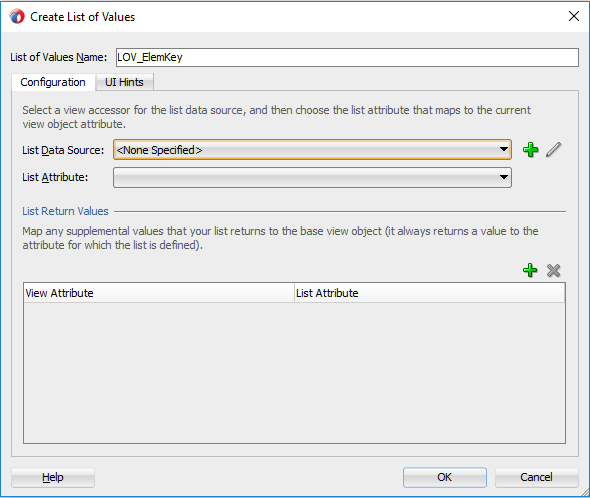 Create List of Values
List of Values Name: LOV_ElemKey
Configuration UI Hints
Select a view accessor for the list data source, and then choose the list attribute that maps to the current
view object attribute.
List Data Source: <None Specified>
List Attribute:
List Return Values
Map any supplemental values that your list returns to the base view object (it always returns a value to the
attribute for which the list is defined).
View Attribute List Attribute
Help OK Cancel